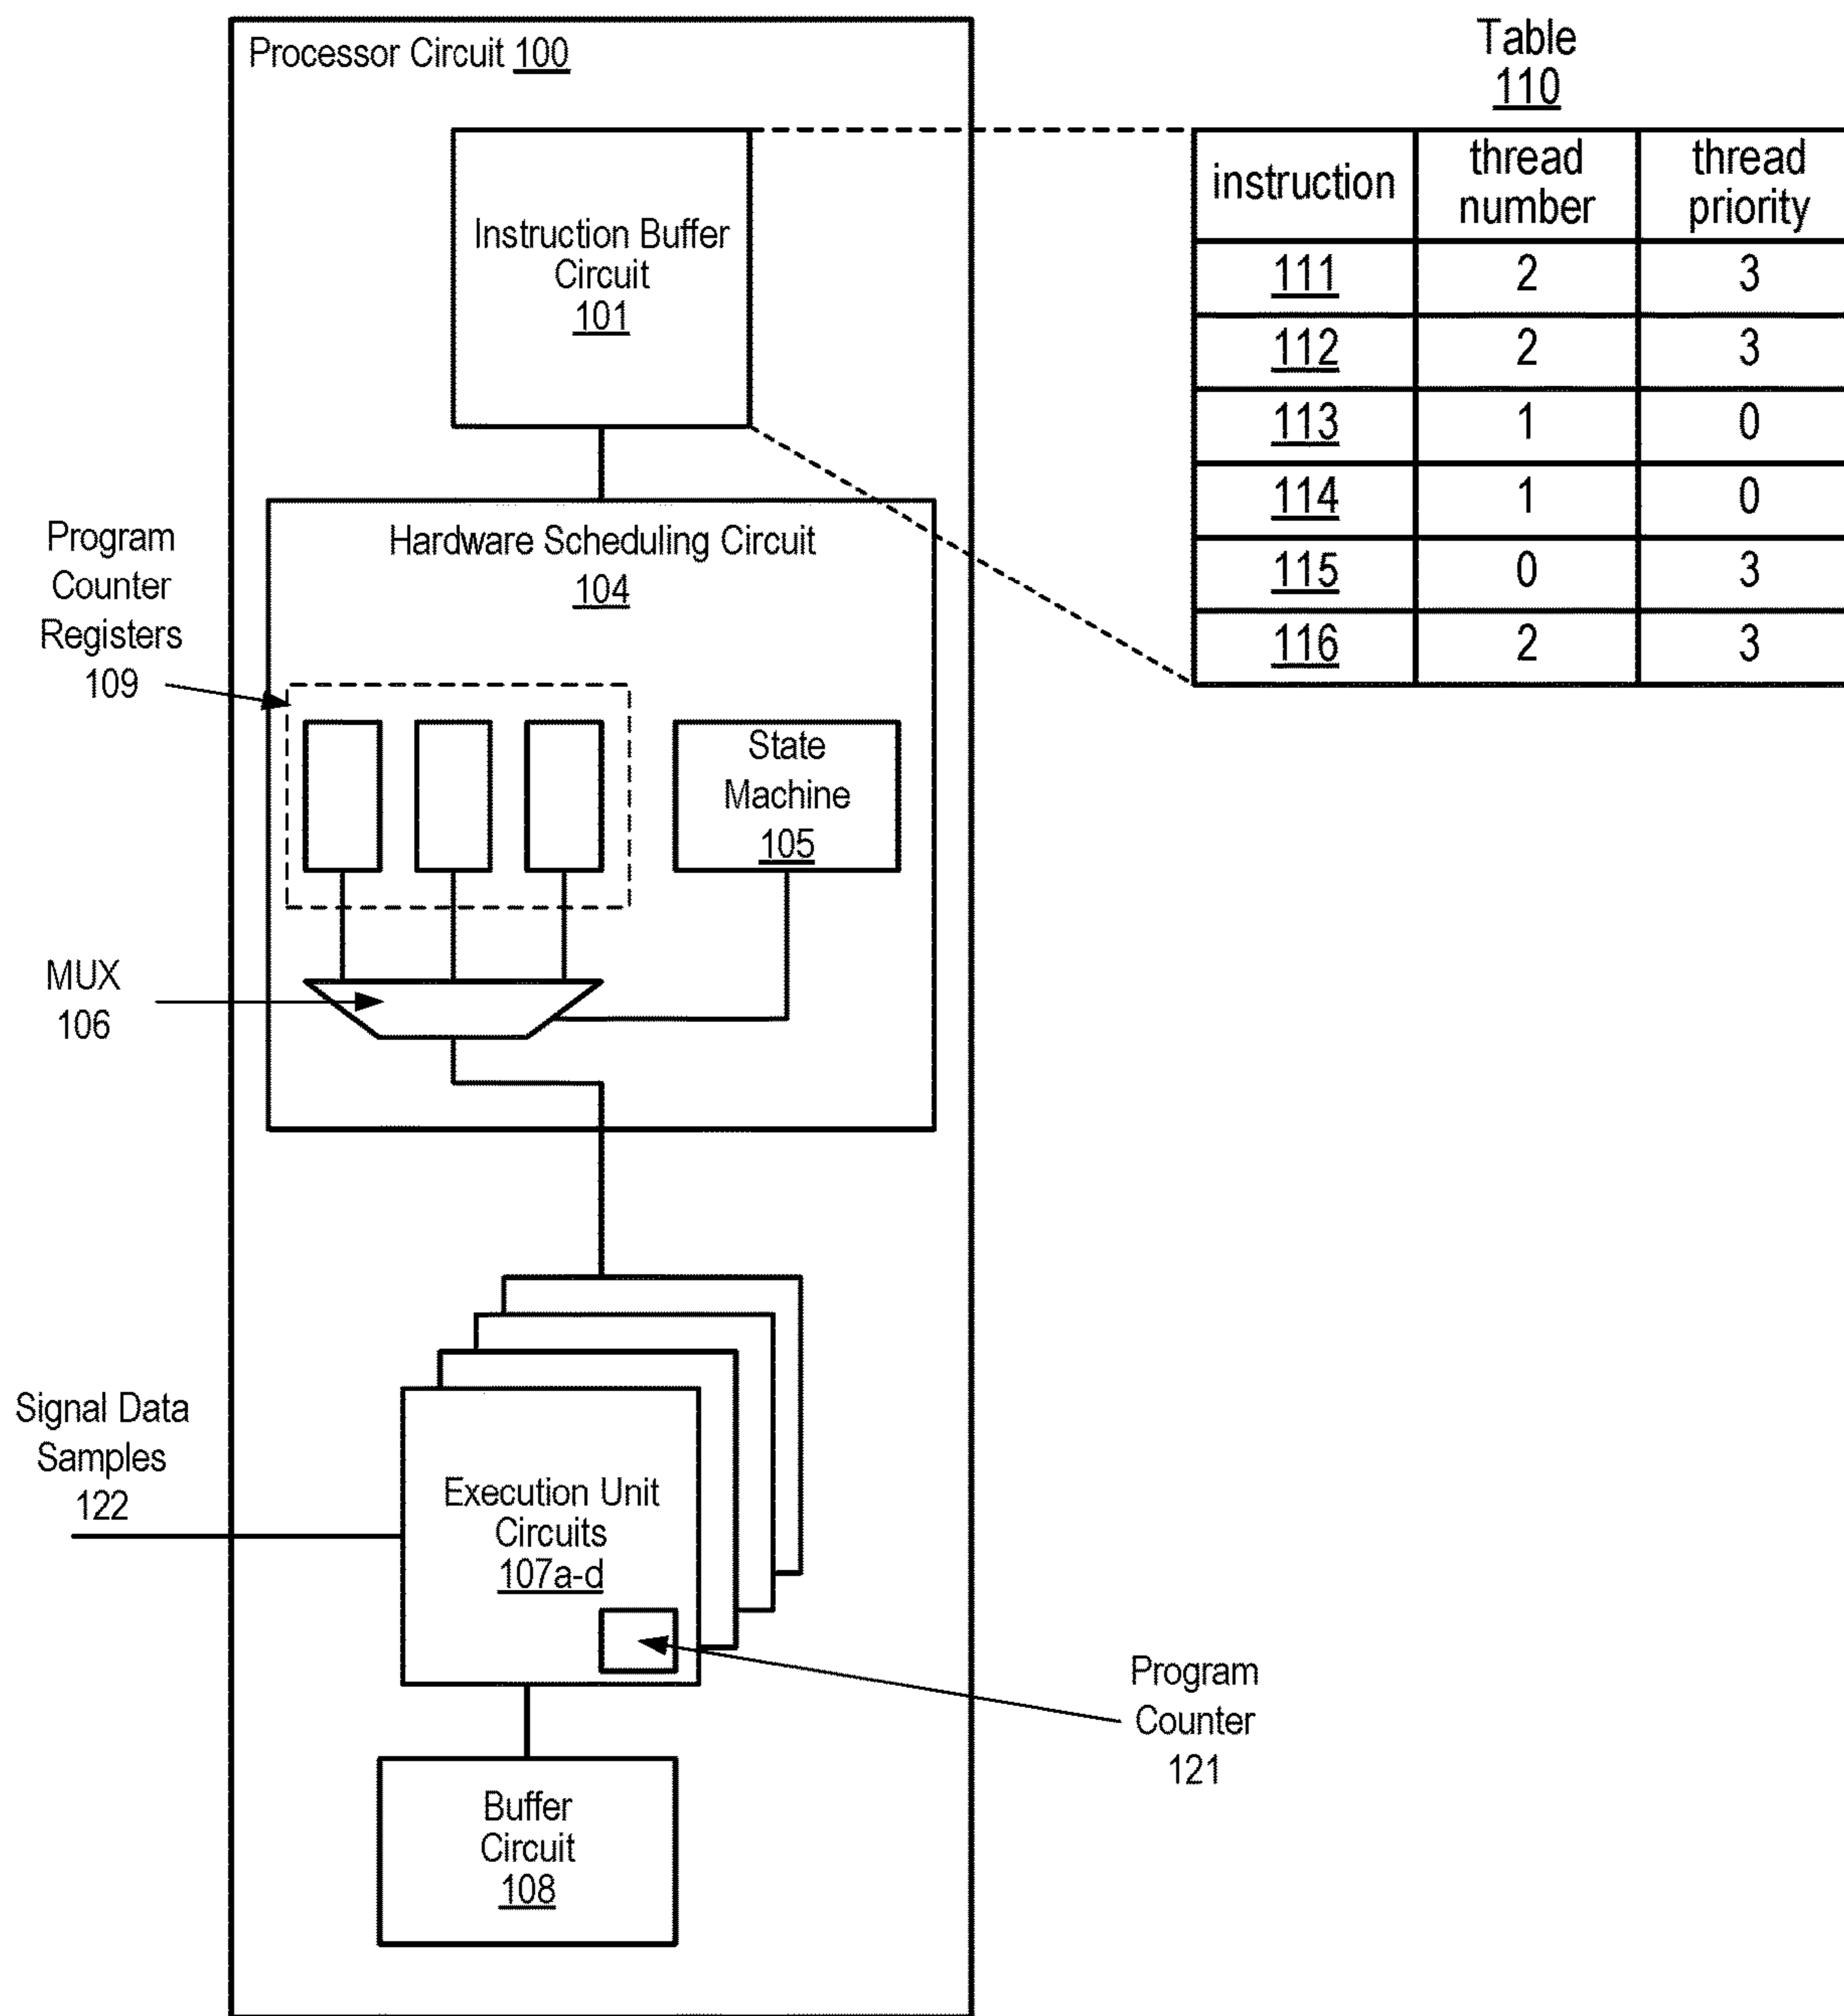 Processor Circuit 100
Instruction Buffer
Circuit
101
Table
110
instruction
thread
number
thread
priority
111 2 3
112 2 3
113 1 0
114 1 0
115 0 3
116 2 3
Hardware Scheduling Circuit
104
Program
Counter
Registers
109
State
Machine
105
MUX
106
Signal Data
Samples
122
Execution Unit
Circuits
107a-d
Program
Counter
121
Buffer
Circuit
108